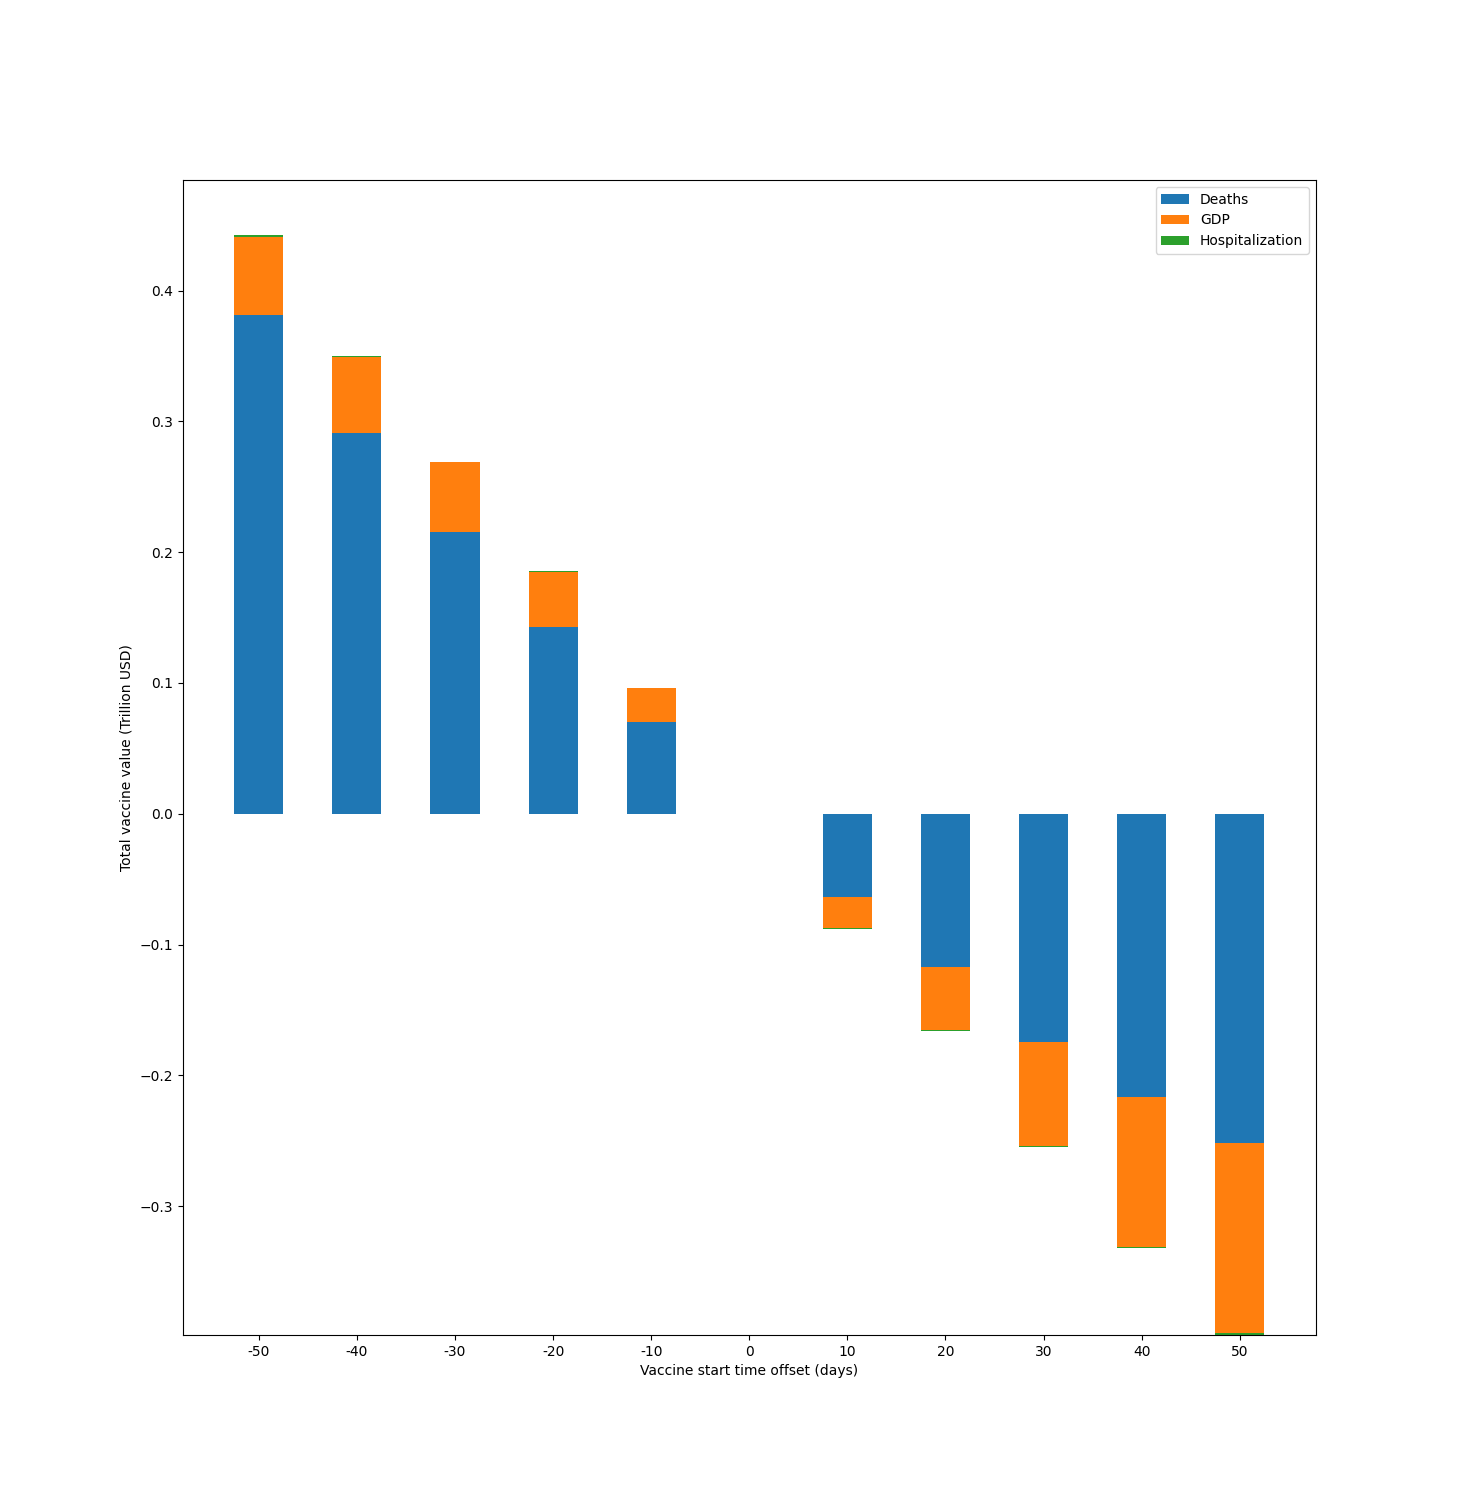 Deaths
GDP
Hospitalization
0.4
0.3
0.2
0.1
0.0
−0.1
−0.2
−0.3
Total vaccine value (Trillion USD)
-50 -40 -30 -20 -10 0 10 20 30 40 50
Vaccine start time offset (days)